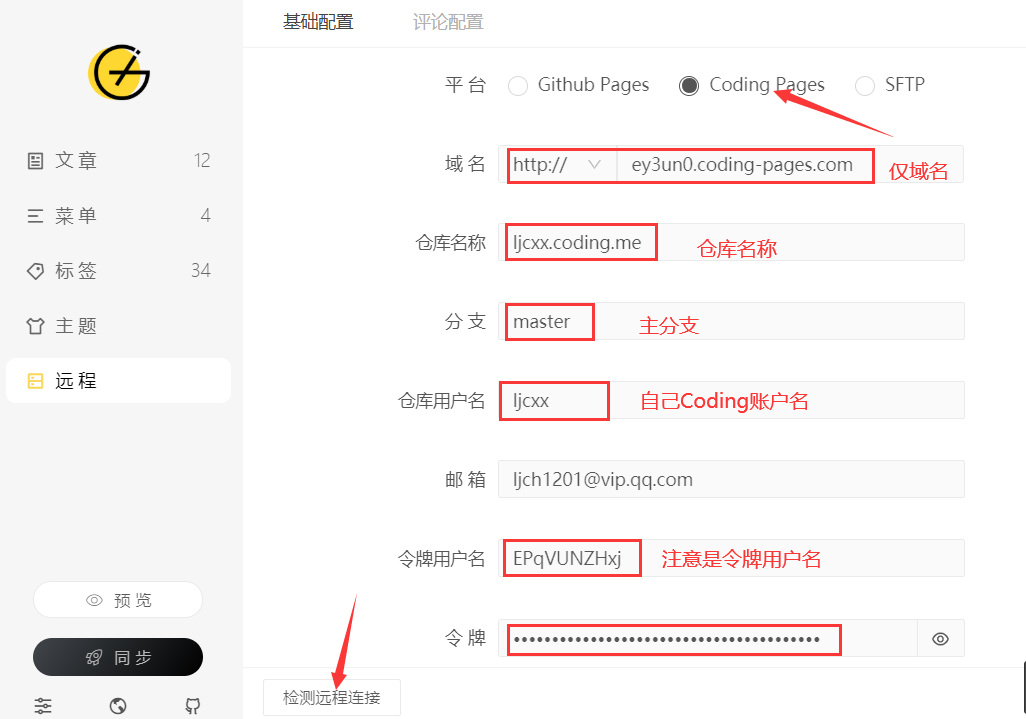 基础配置 评论配置
平台 Github Pages Coding Pages SFTP
文章 12
域名 http:// ey3un0.coding-pages.com 仅域名
菜单 4
仓库名称 ljcxx.coding.me 仓库名称
标签 34
主题
分支 master 主分支
远程
仓库用户名 ljcxx 自己Coding账户名
邮箱 ljch1201@vip.qq.com
令牌用户名 EPqVUNZHxj 注意是令牌用户名
预览
令牌 ••••••••••••••••••••••••••••••••••••••••
同步
检测远程连接